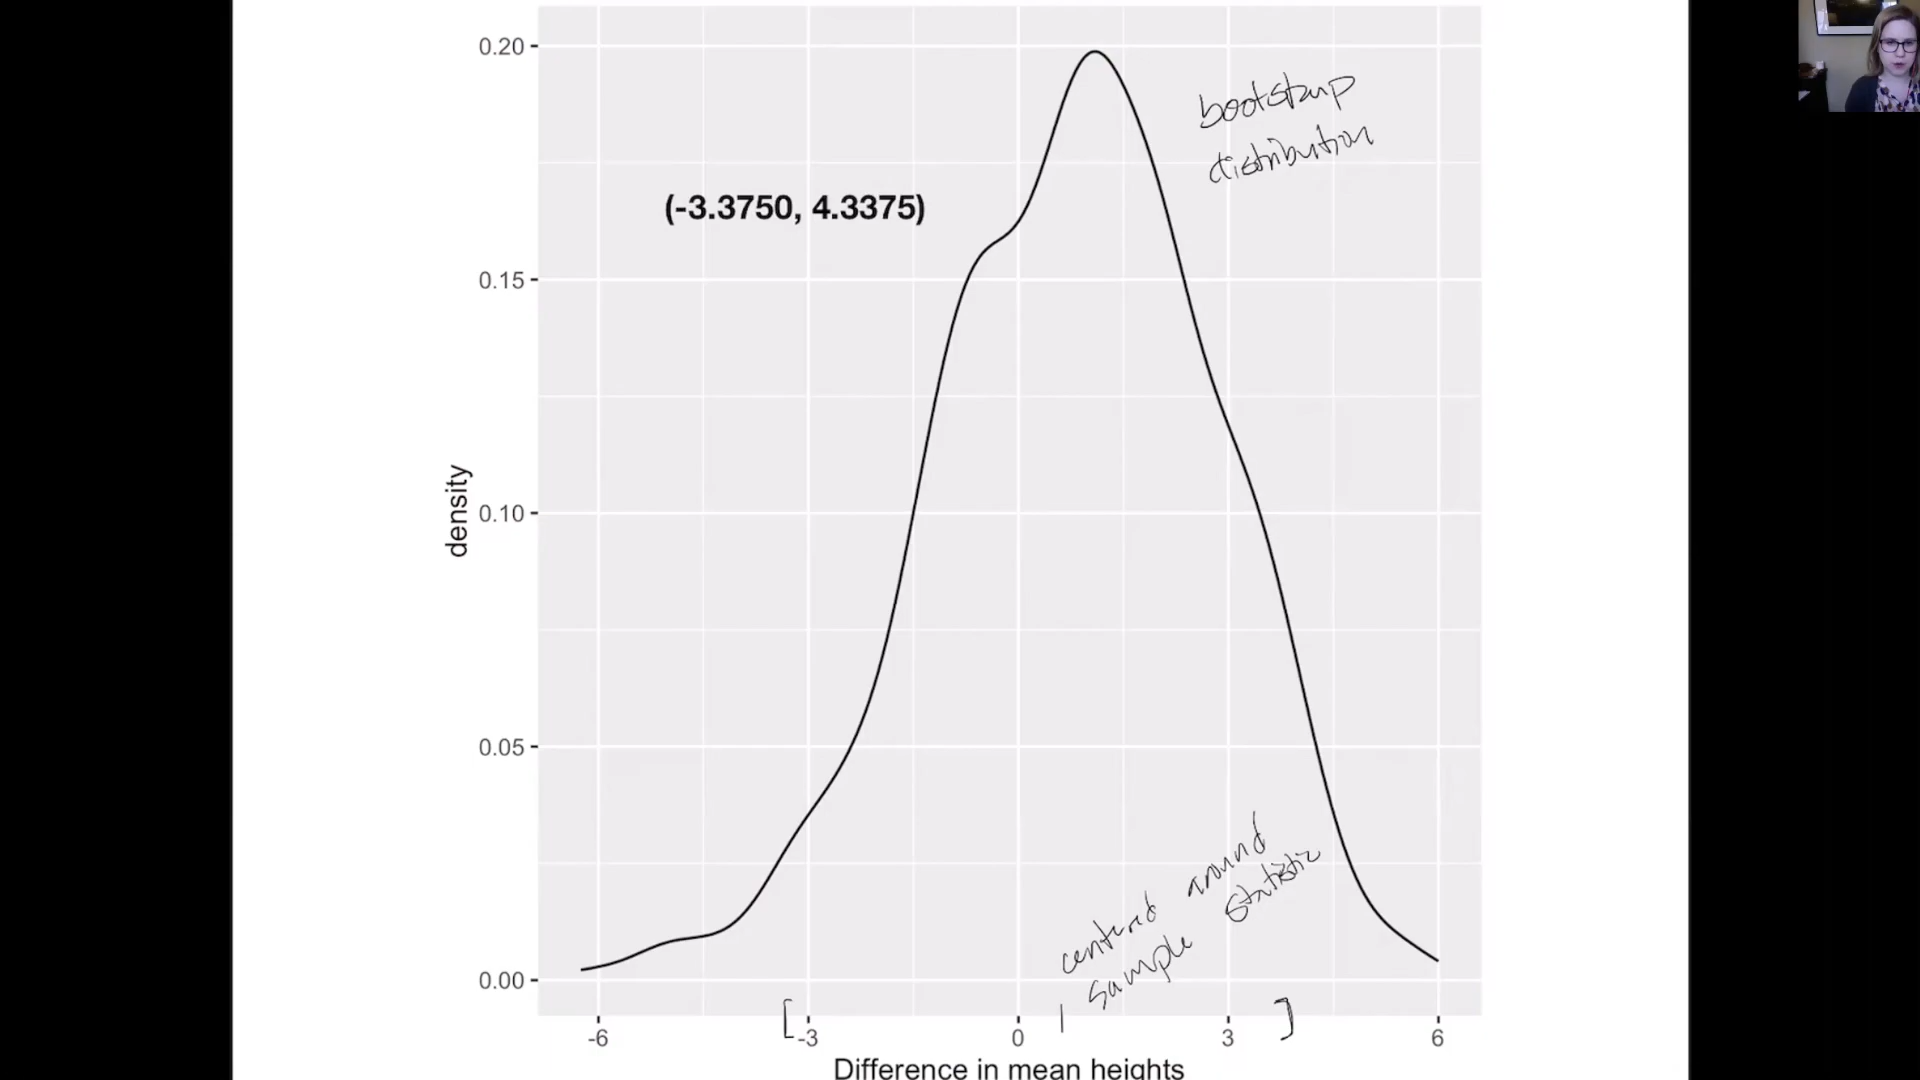 0.20
bootstrap
distribution
(-3.3750, 4.3375)
0.15
density
0.10
0.05
centered around
sample statistic
0.00
[ | ]
-6 -3 0 3 6
Difference in mean heights